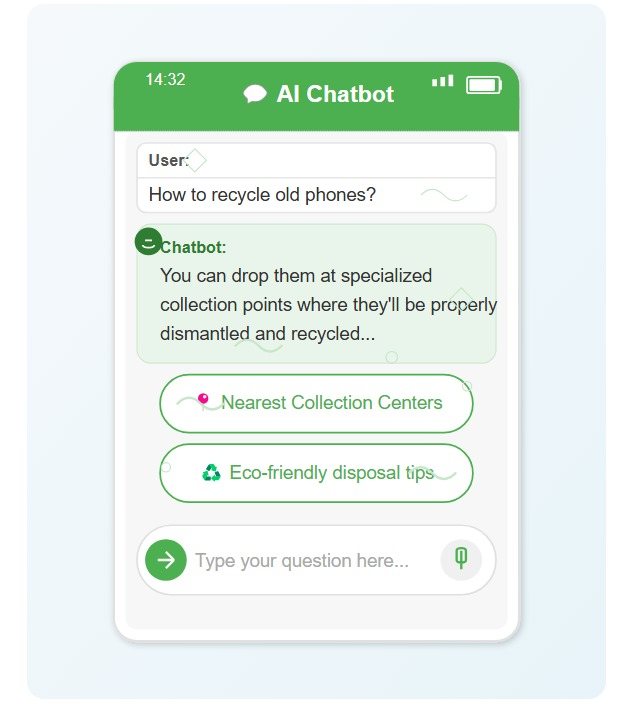 14:32
AI Chatbot
User:
How to recycle old phones?
Chatbot:
You can drop them at specialized
collection points where they'll be properly
dismantled and recycled...
Nearest Collection Centers
Eco-friendly disposal tips
Type your question here...